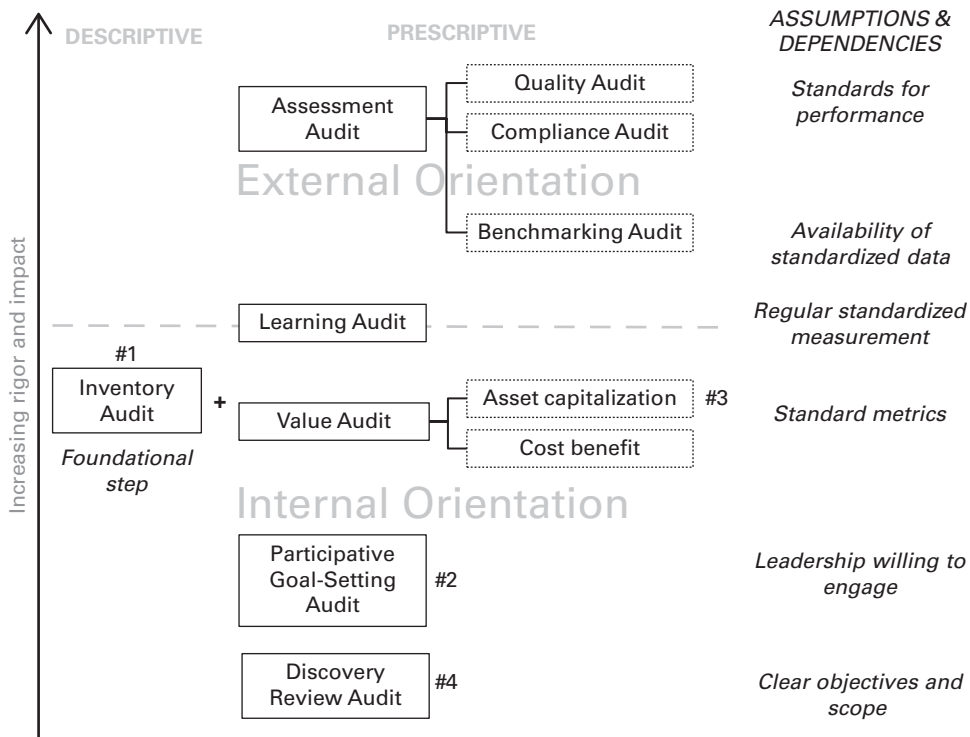 DESCRIPTIVE
PRESCRIPTIVE
ASSUMPTIONS &
DEPENDENCIES
Increasing rigor and impact
Assessment
Audit
Quality Audit
Compliance Audit
Standards for
performance
External Orientation
Benchmarking Audit
Availability of
standardized data
Learning Audit
Regular standardized
measurement
#1
Inventory
Audit
Foundational
step
+
Value Audit
Asset capitalization
#3
Cost benefit
Standard metrics
Internal Orientation
Participative
Goal-Setting
Audit
#2
Leadership willing to
engage
Discovery
Review Audit
#4
Clear objectives and
scope